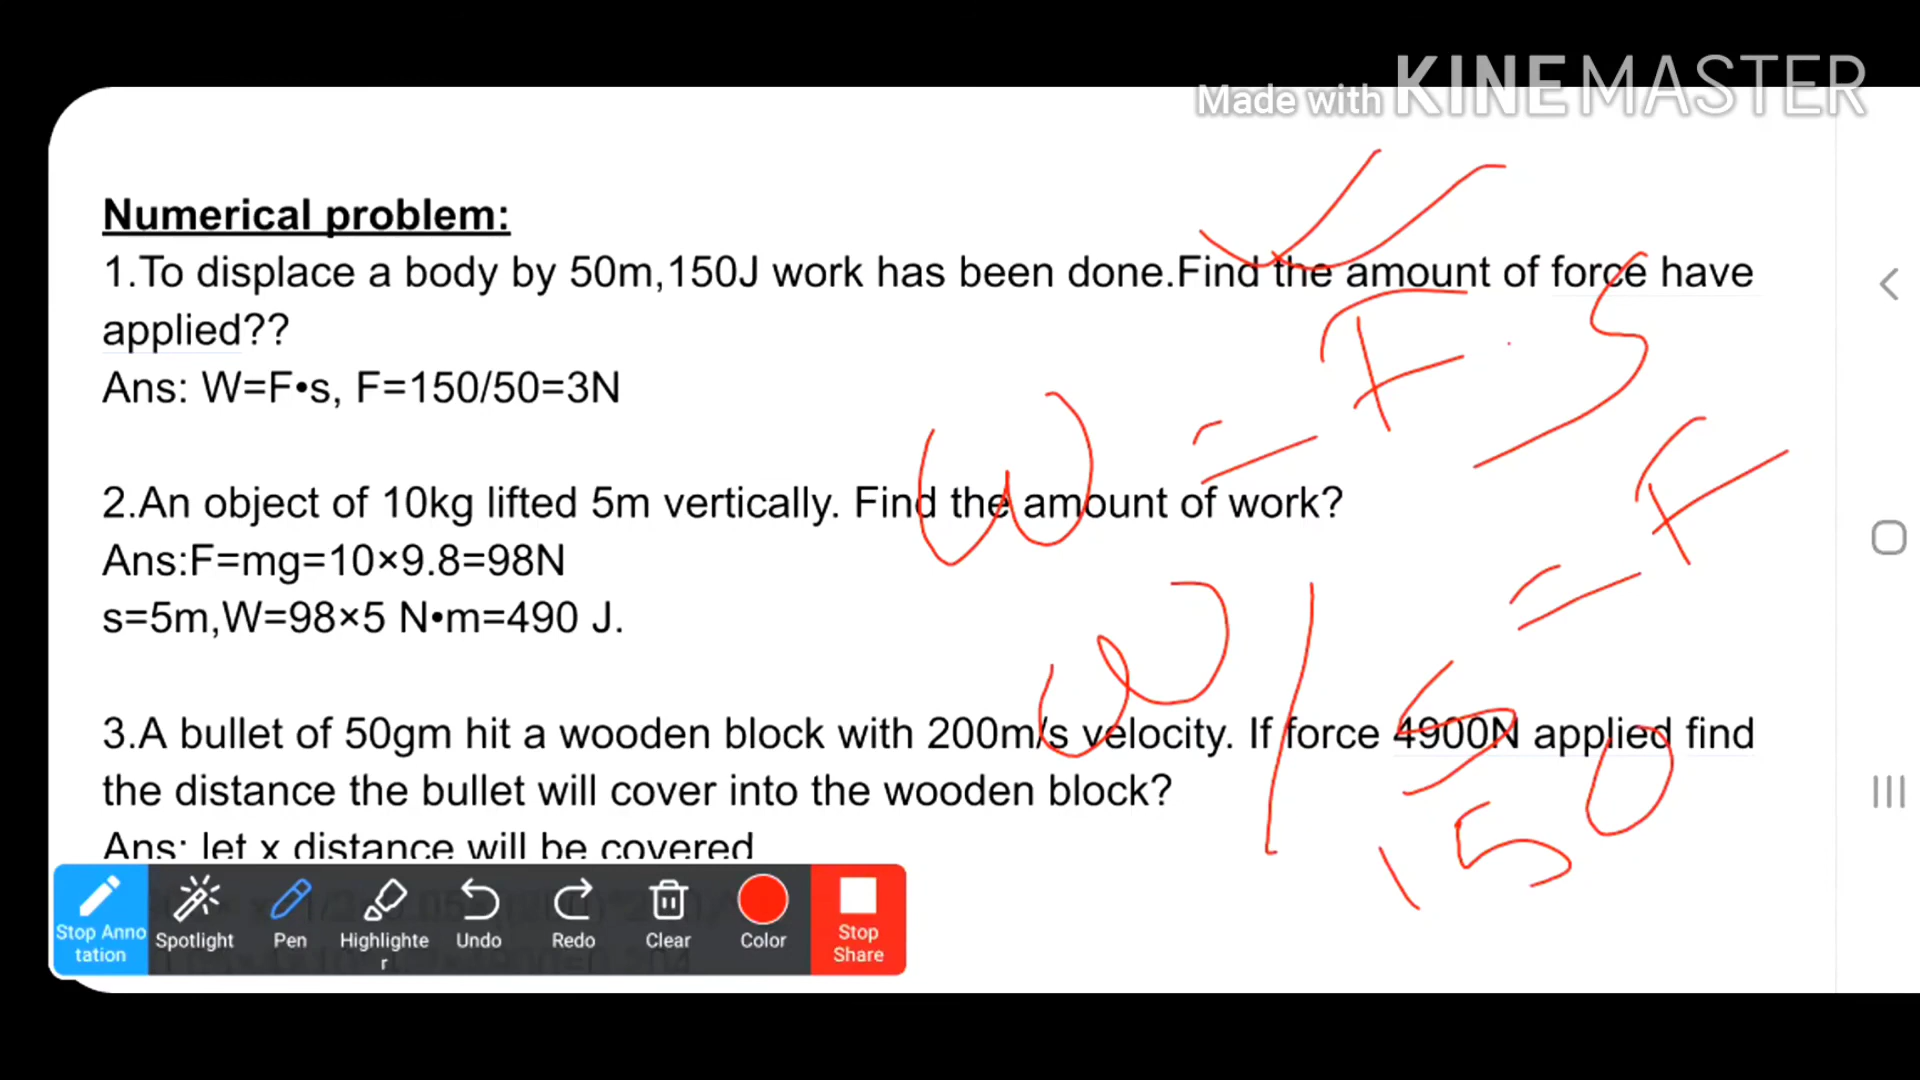 Made with KINEMASTER
Numerical problem:
1.To displace a body by 50m,150J work has been done.Find the amount of force have
applied??
Ans: W=F•s, F=150/50=3N
W = F · S
2.An object of 10kg lifted 5m vertically. Find the amount of work?
Ans:F=mg=10×9.8=98N
s=5m,W=98×5 N•m=490 J.
W / S = F
3.A bullet of 50gm hit a wooden block with 200m/s velocity. If force 4900N applied find
the distance the bullet will cover into the wooden block?
Ans: let x distance will be covered
150
Stop Anno
tation
Spotlight
Pen
Highlighte
r
Undo
Redo
Clear
Color
Stop
Share